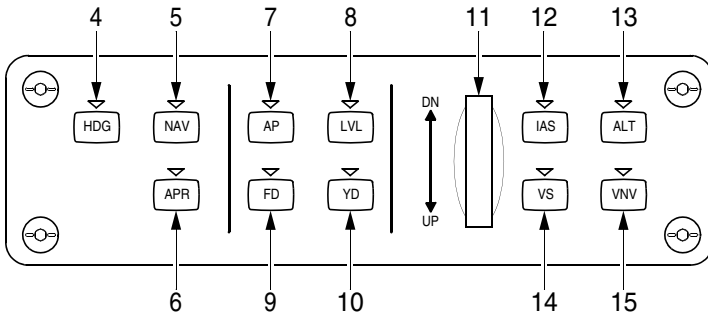 4 5 7 8 11 12 13
HDG NAV AP LVL DN IAS ALT
APR FD YD UP VS VNV
6 9 10 14 15